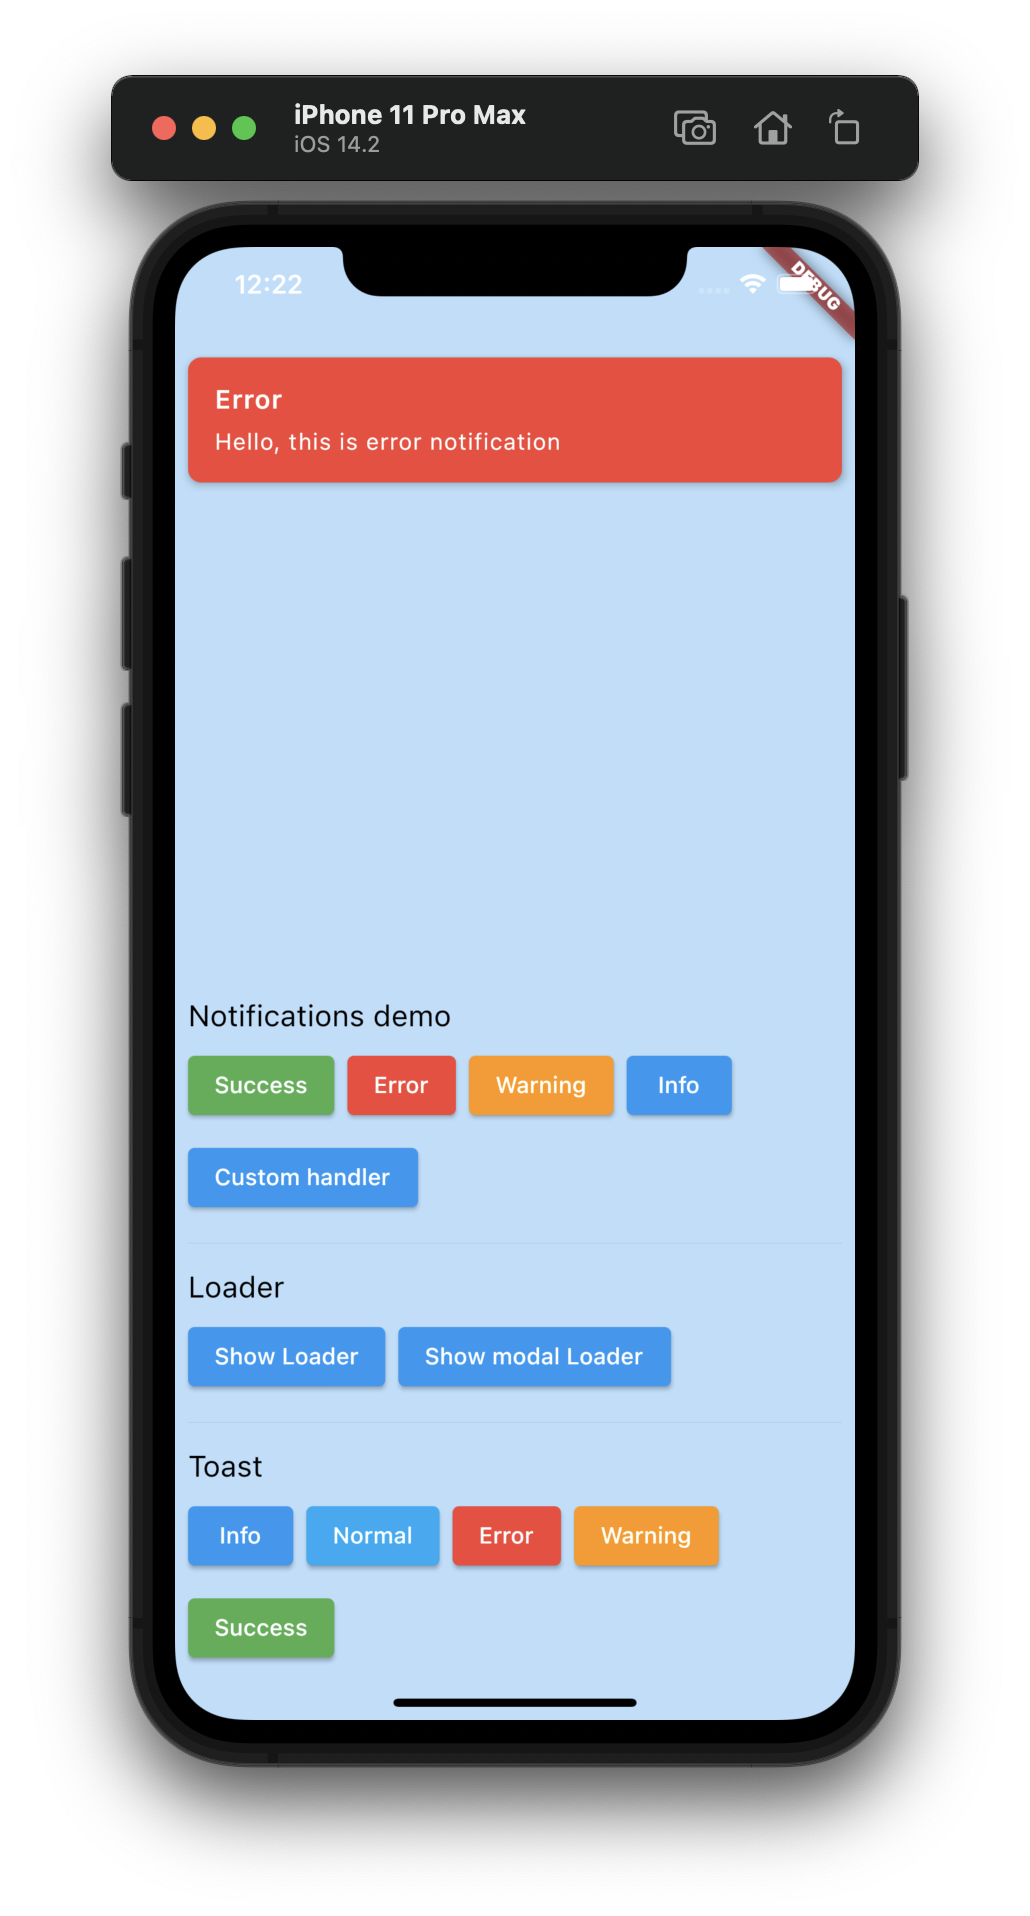 iPhone 11 Pro Max
iOS 14.2
12:22
DEBUG
Error
Hello, this is error notification
Notifications demo
Success Error Warning Info
Custom handler
Loader
Show Loader Show modal Loader
Toast
Info Normal Error Warning
Success